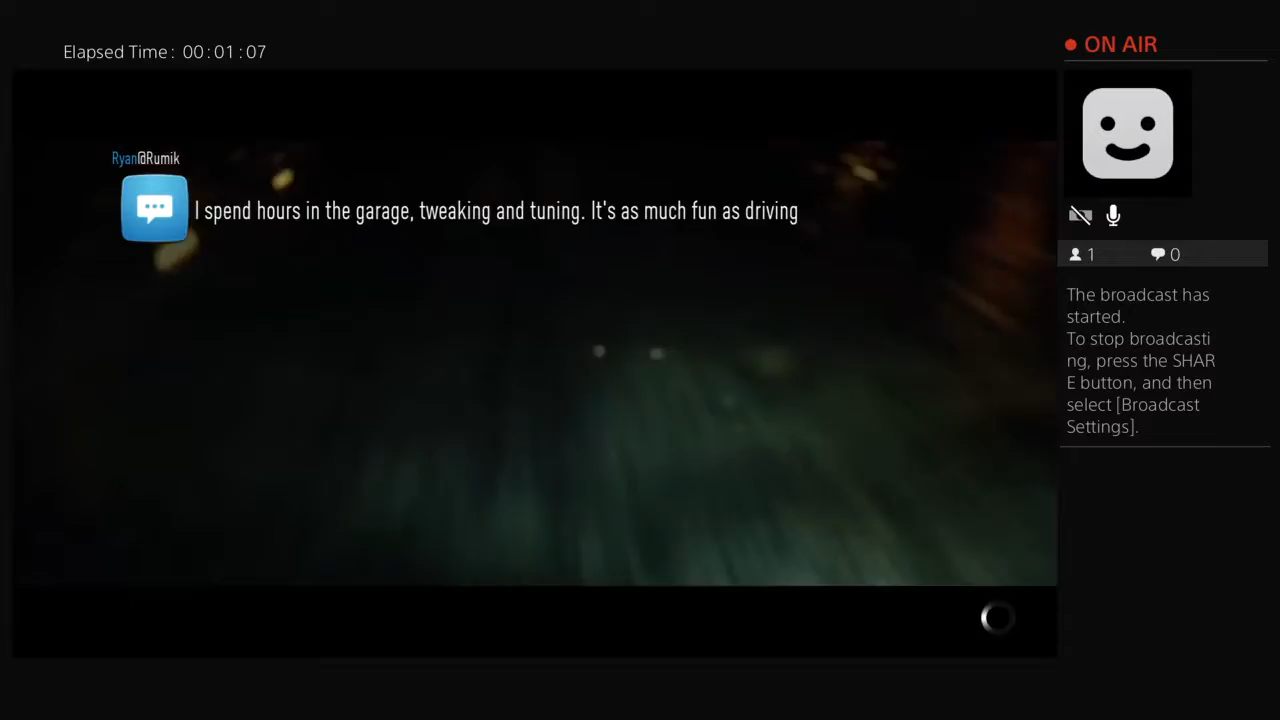 Elapsed Time: 00:01:07
ON AIR
Ryan@Rumik
I spend hours in the garage, tweaking and tuning. It's as much fun as driving
1 0
The broadcast has
started.
To stop broadcasti
ng, press the SHAR
E button, and then
select [Broadcast
Settings].